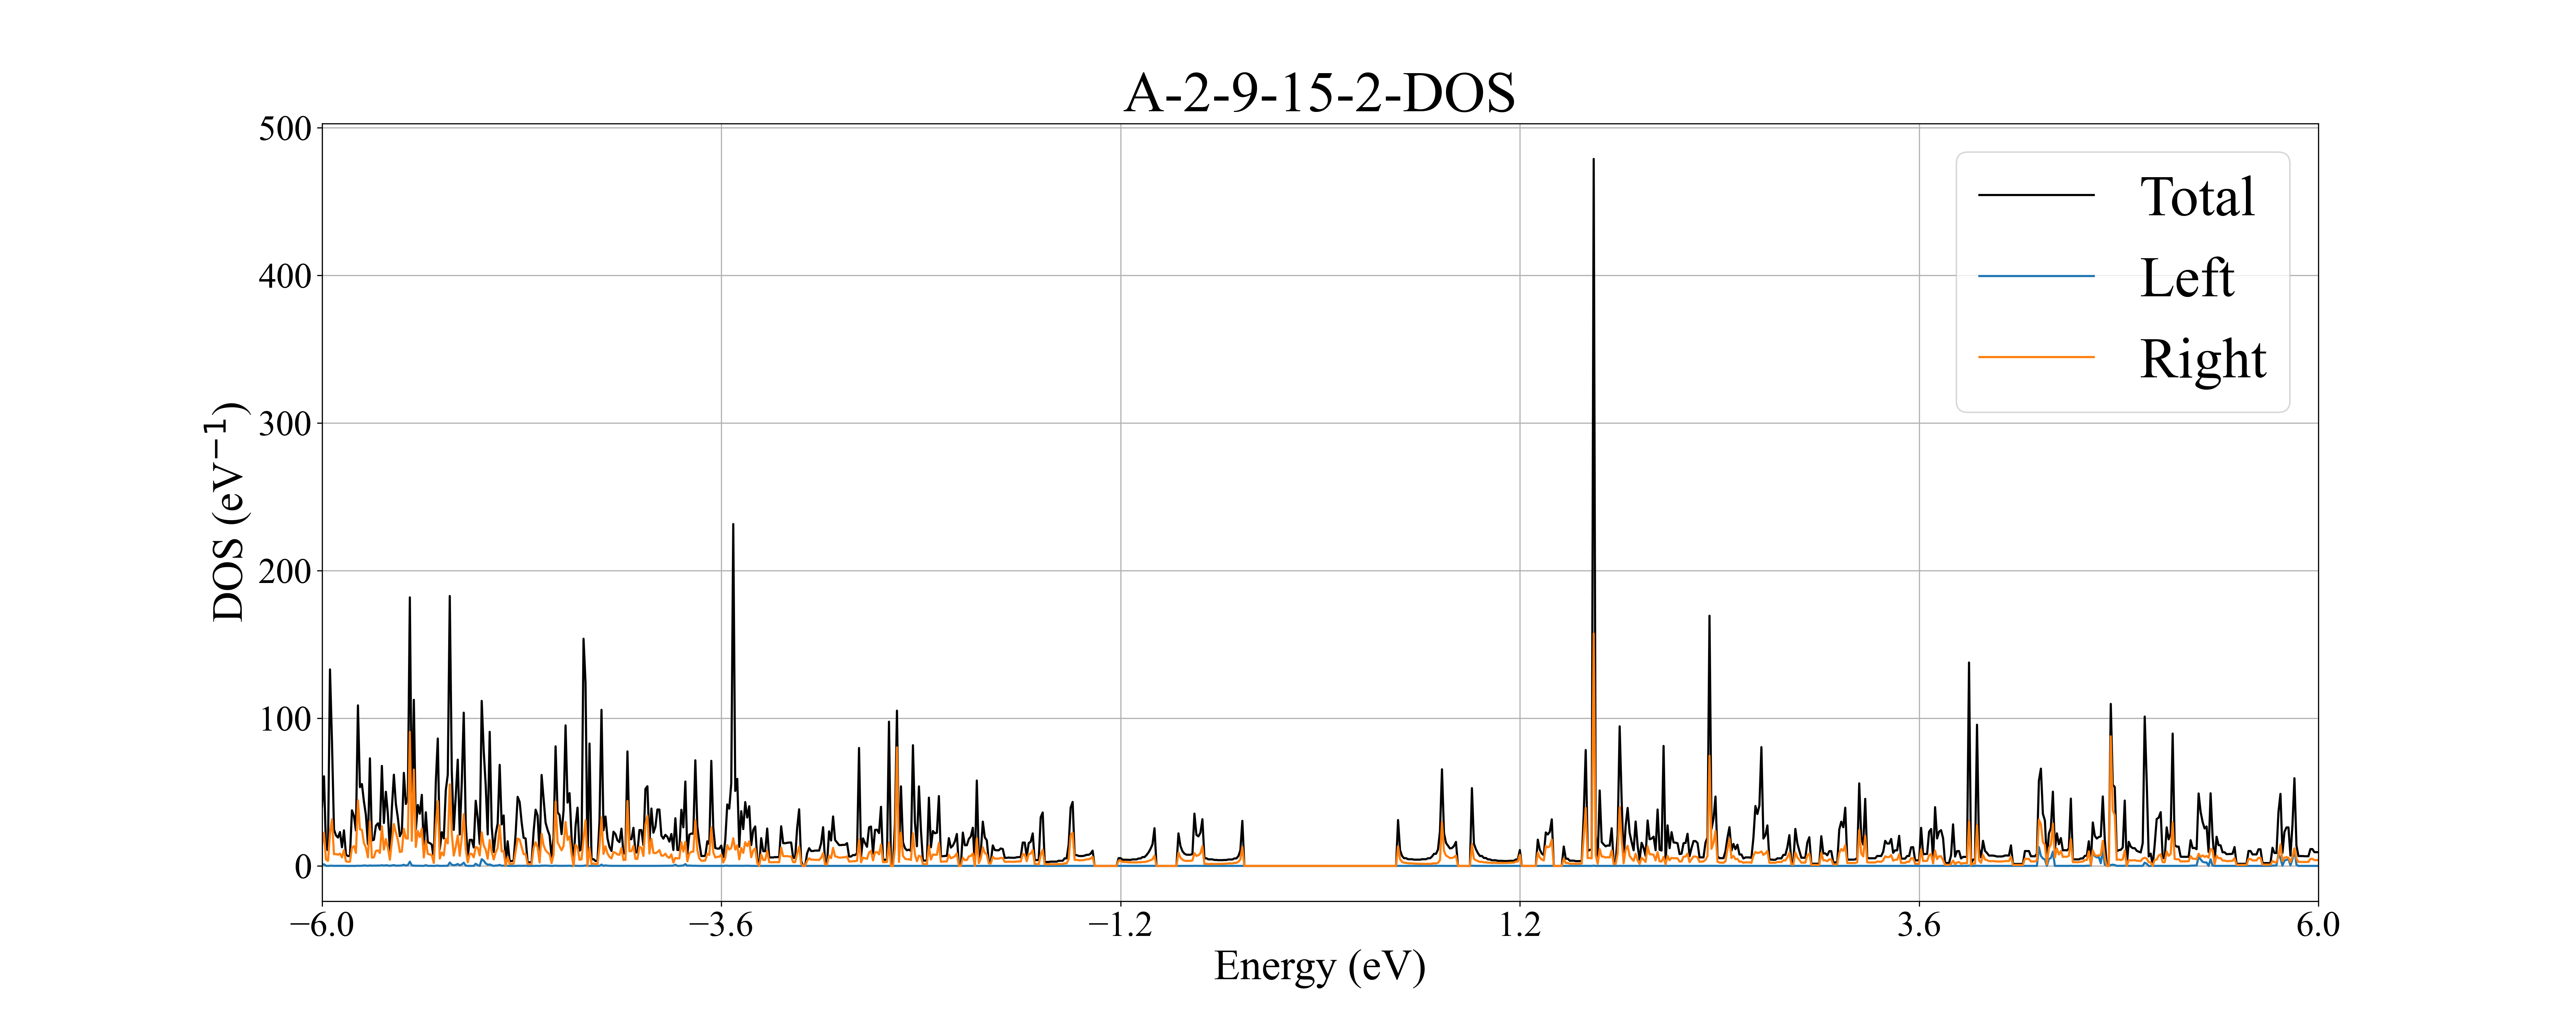 A-2-9-15-2-DOS
500
400
300
200
100
0
DOS (eV⁻¹)
Total
Left
Right
−6.0 −3.6 −1.2 1.2 3.6 6.0
Energy (eV)